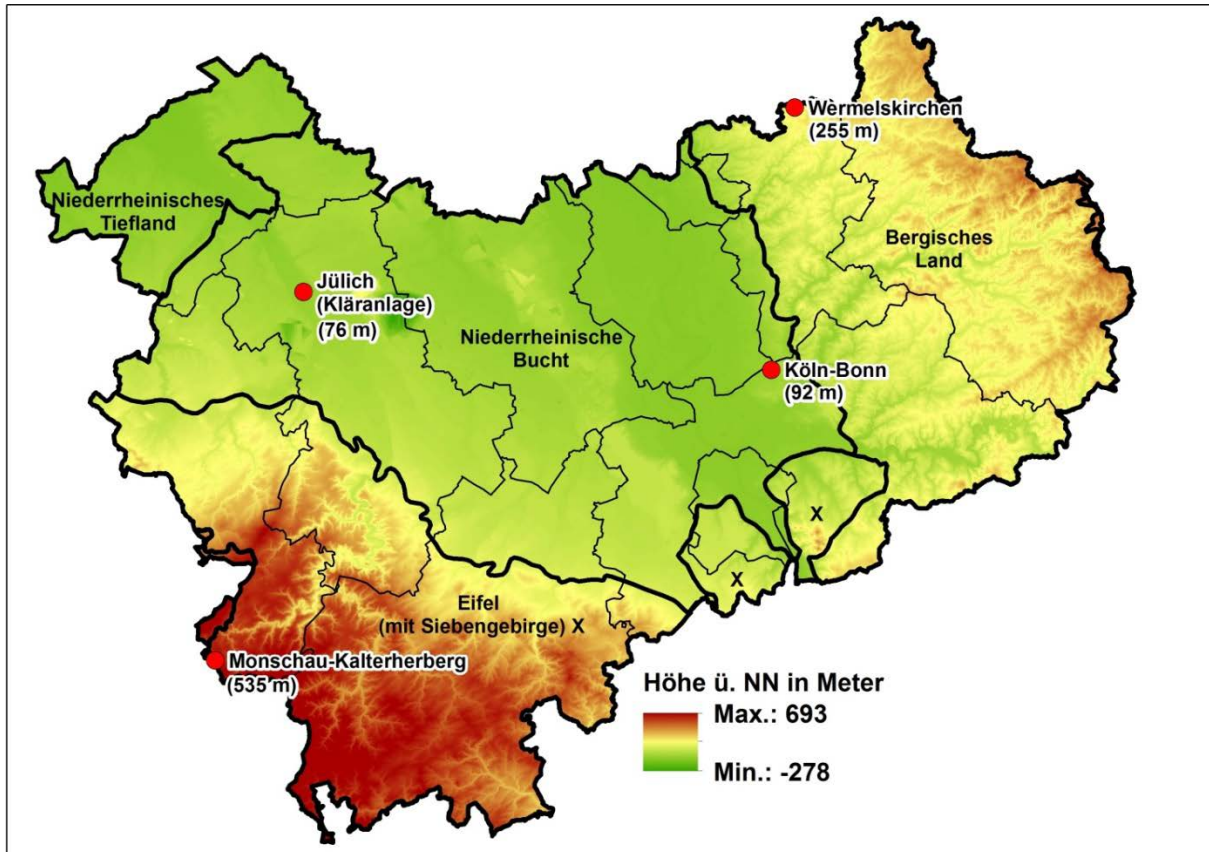 Wermelskirchen
(255 m)
Niederrheinisches
Tiefland
Bergisches
Land
Jülich
(Kläranlage)
(76 m)
Niederrheinische
Bucht
Köln-Bonn
(92 m)
X
X
Eifel
(mit Siebengebirge) X
Monschau-Kalterherberg
(535 m)
Höhe ü. NN in Meter
Max.: 693
Min.: -278